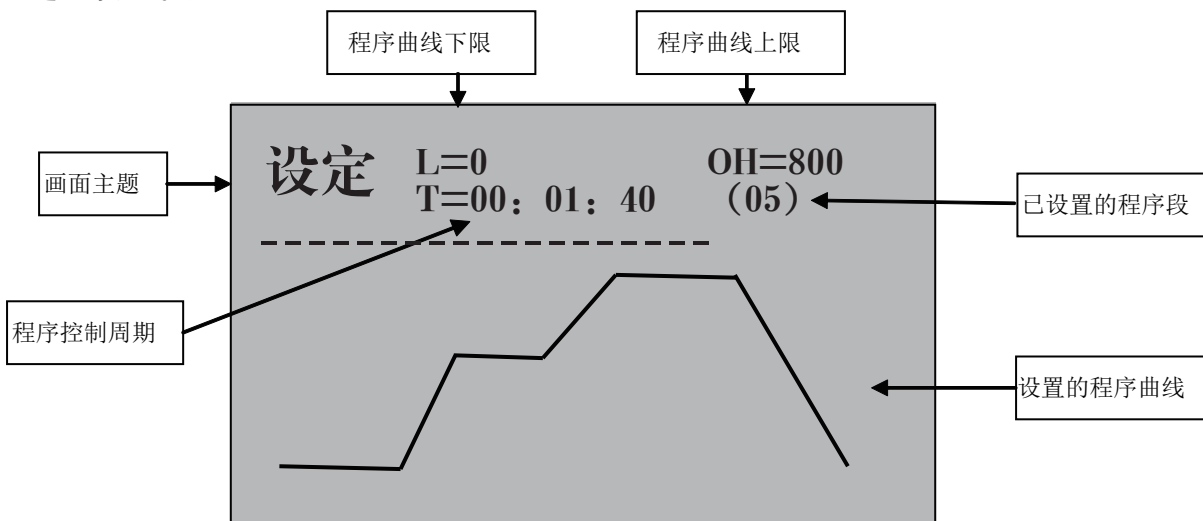 程序曲线下限
程序曲线上限
画面主题
设定
L=0
OH=800
T=00：01：40
（05）
已设置的程序段
程序控制周期
设置的程序曲线